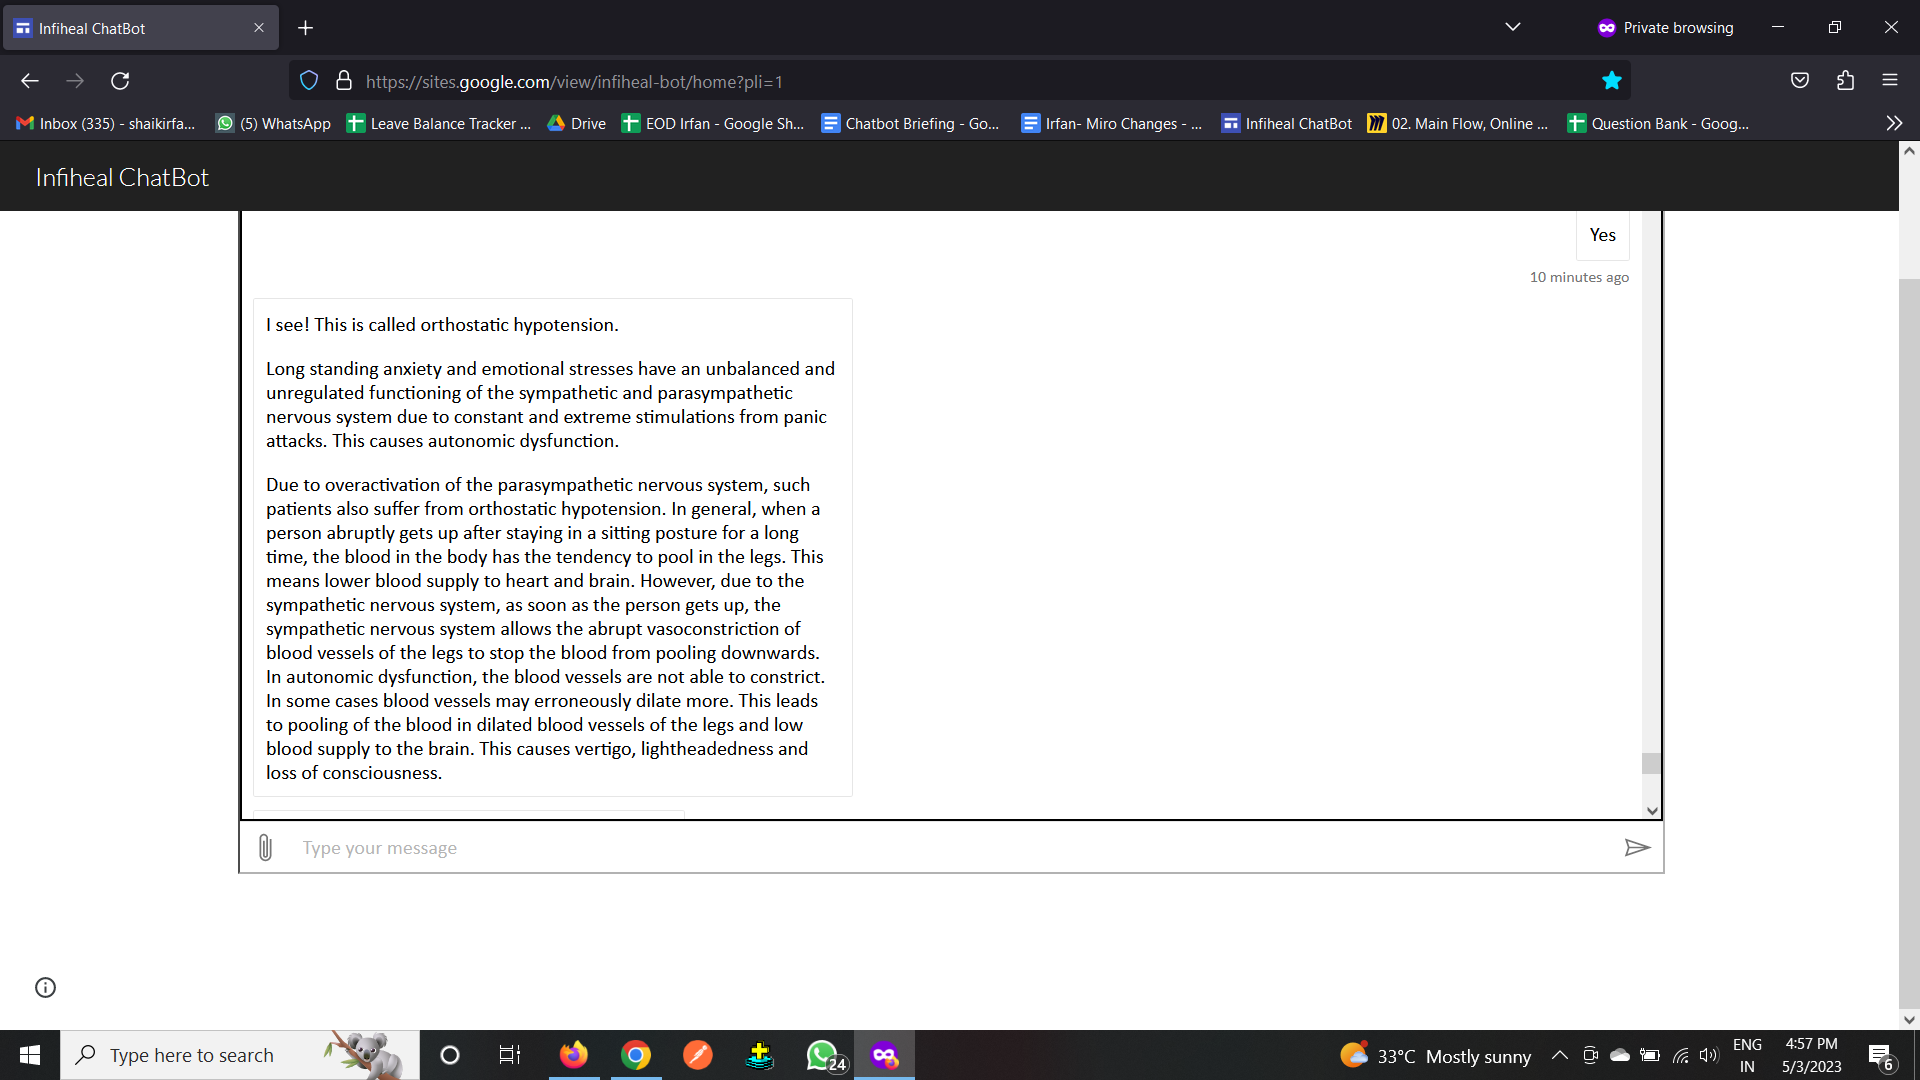 Infiheal ChatBot
Private browsing
https://sites.google.com/view/infiheal-bot/home?pli=1
Inbox (335) - shaikirfa...
(5) WhatsApp
Leave Balance Tracker ...
Drive
EOD Irfan - Google Sh...
Chatbot Briefing - Go...
Irfan- Miro Changes - ...
Infiheal ChatBot
02. Main Flow, Online ...
Question Bank - Goog...
Infiheal ChatBot
Yes
10 minutes ago
I see! This is called orthostatic hypotension.
Long standing anxiety and emotional stresses have an unbalanced and
unregulated functioning of the sympathetic and parasympathetic
nervous system due to constant and extreme stimulations from panic
attacks. This causes autonomic dysfunction.
Due to overactivation of the parasympathetic nervous system, such
patients also suffer from orthostatic hypotension. In general, when a
person abruptly gets up after staying in a sitting posture for a long
time, the blood in the body has the tendency to pool in the legs. This
means lower blood supply to heart and brain. However, due to the
sympathetic nervous system, as soon as the person gets up, the
sympathetic nervous system allows the abrupt vasoconstriction of
blood vessels of the legs to stop the blood from pooling downwards.
In autonomic dysfunction, the blood vessels are not able to constrict.
In some cases blood vessels may erroneously dilate more. This leads
to pooling of the blood in dilated blood vessels of the legs and low
blood supply to the brain. This causes vertigo, lightheadedness and
loss of consciousness.
Type your message
Type here to search
24
33°C Mostly sunny
ENG
IN
4:57 PM
5/3/2023
6